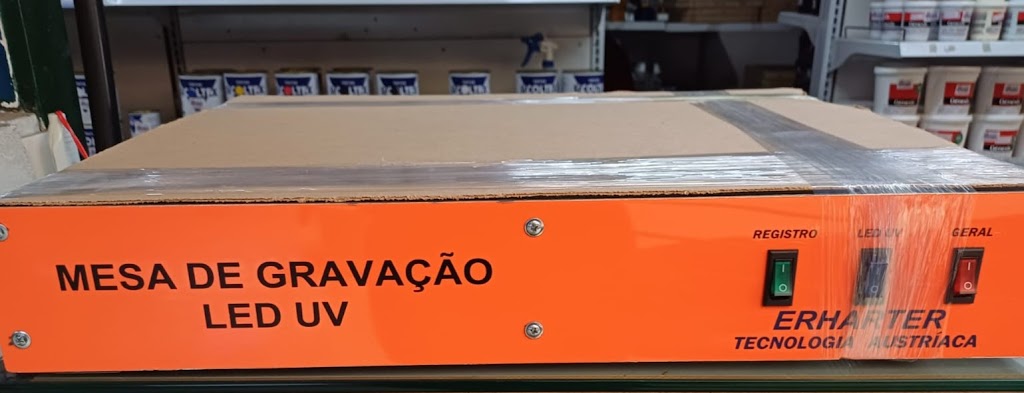 MESA DE GRAVAÇÃO
LED UV
REGISTRO
LED UV
GERAL
ERHARTER
TECNOLOGIA AUSTRÍACA